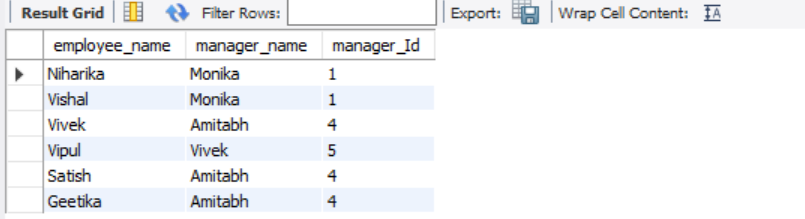 Result Grid Filter Rows: Export: Wrap Cell Content: IA
employee_name manager_name manager_Id
Niharika Monika 1
Vishal Monika 1
Vivek Amitabh 4
Vipul Vivek 5
Satish Amitabh 4
Geetika Amitabh 4